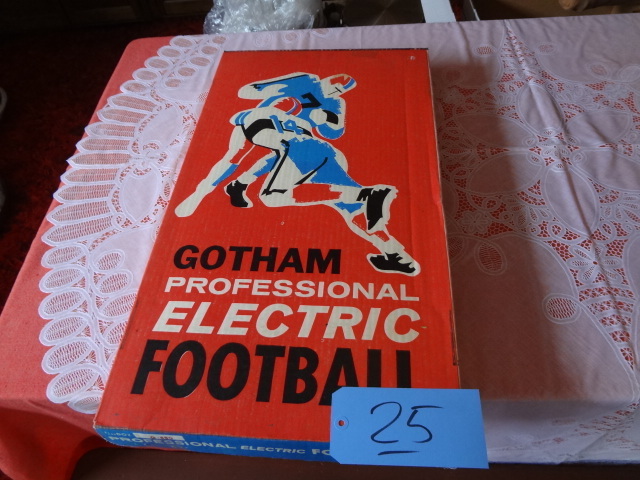 GOTHAM
PROFESSIONAL
ELECTRIC
FOOTBALL
25
PROFESSIONAL ELECTRIC